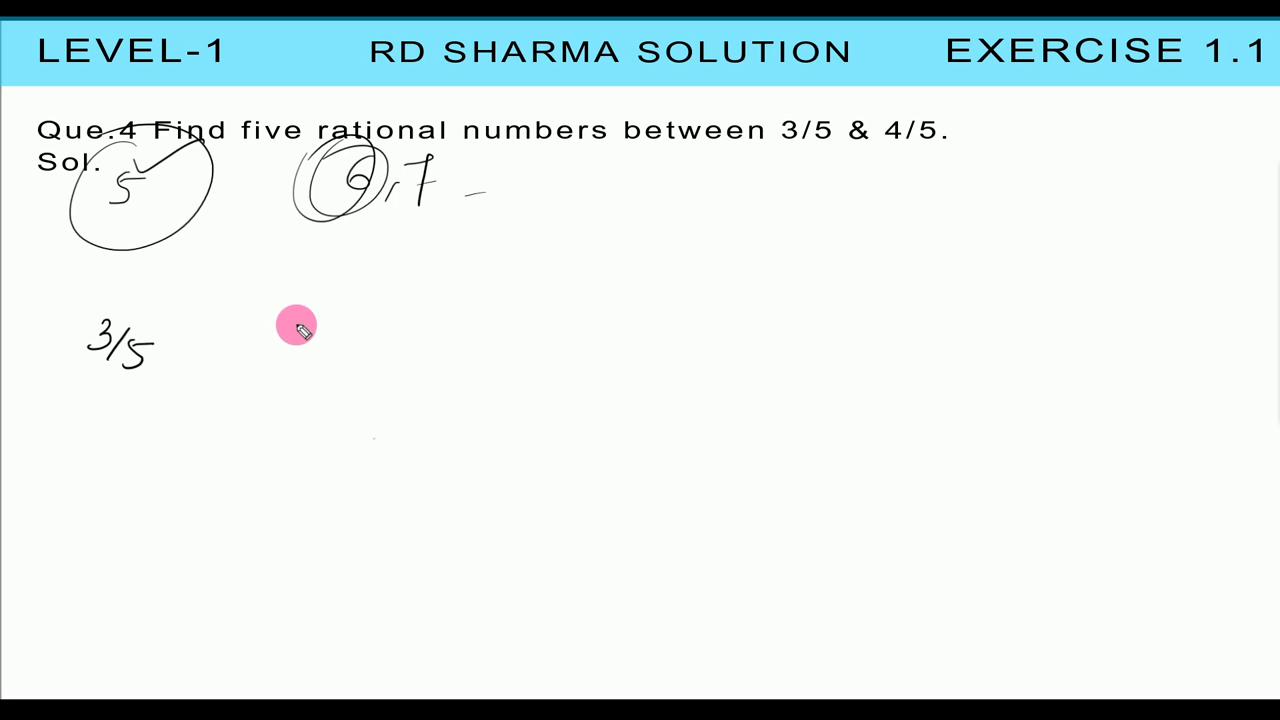 LEVEL-1 RD SHARMA SOLUTION EXERCISE 1.1
Que.4 Find five rational numbers between 3/5 & 4/5.
Sol.
5 6, 7 –
3/5